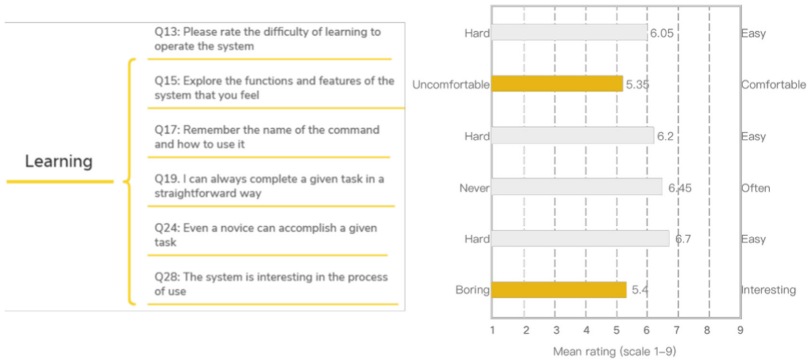 Q13: Please rate the difficulty of learning to
operate the system
Q15: Explore the functions and features of the
system that you feel
Q17: Remember the name of the command
and how to use it
Learning
Q19. I can always complete a given task in a
straightforward way
Q24: Even a novice can accomplish a given
task
Q28: The system is interesting in the process
of use
Hard 6.05 Easy
Uncomfortable 5.35 Comfortable
Hard 6.2 Easy
Never 6.45 Often
Hard 6.7 Easy
Boring 5.4 Interesting
1 2 3 4 5 6 7 8 9
Mean rating (scale 1–9)